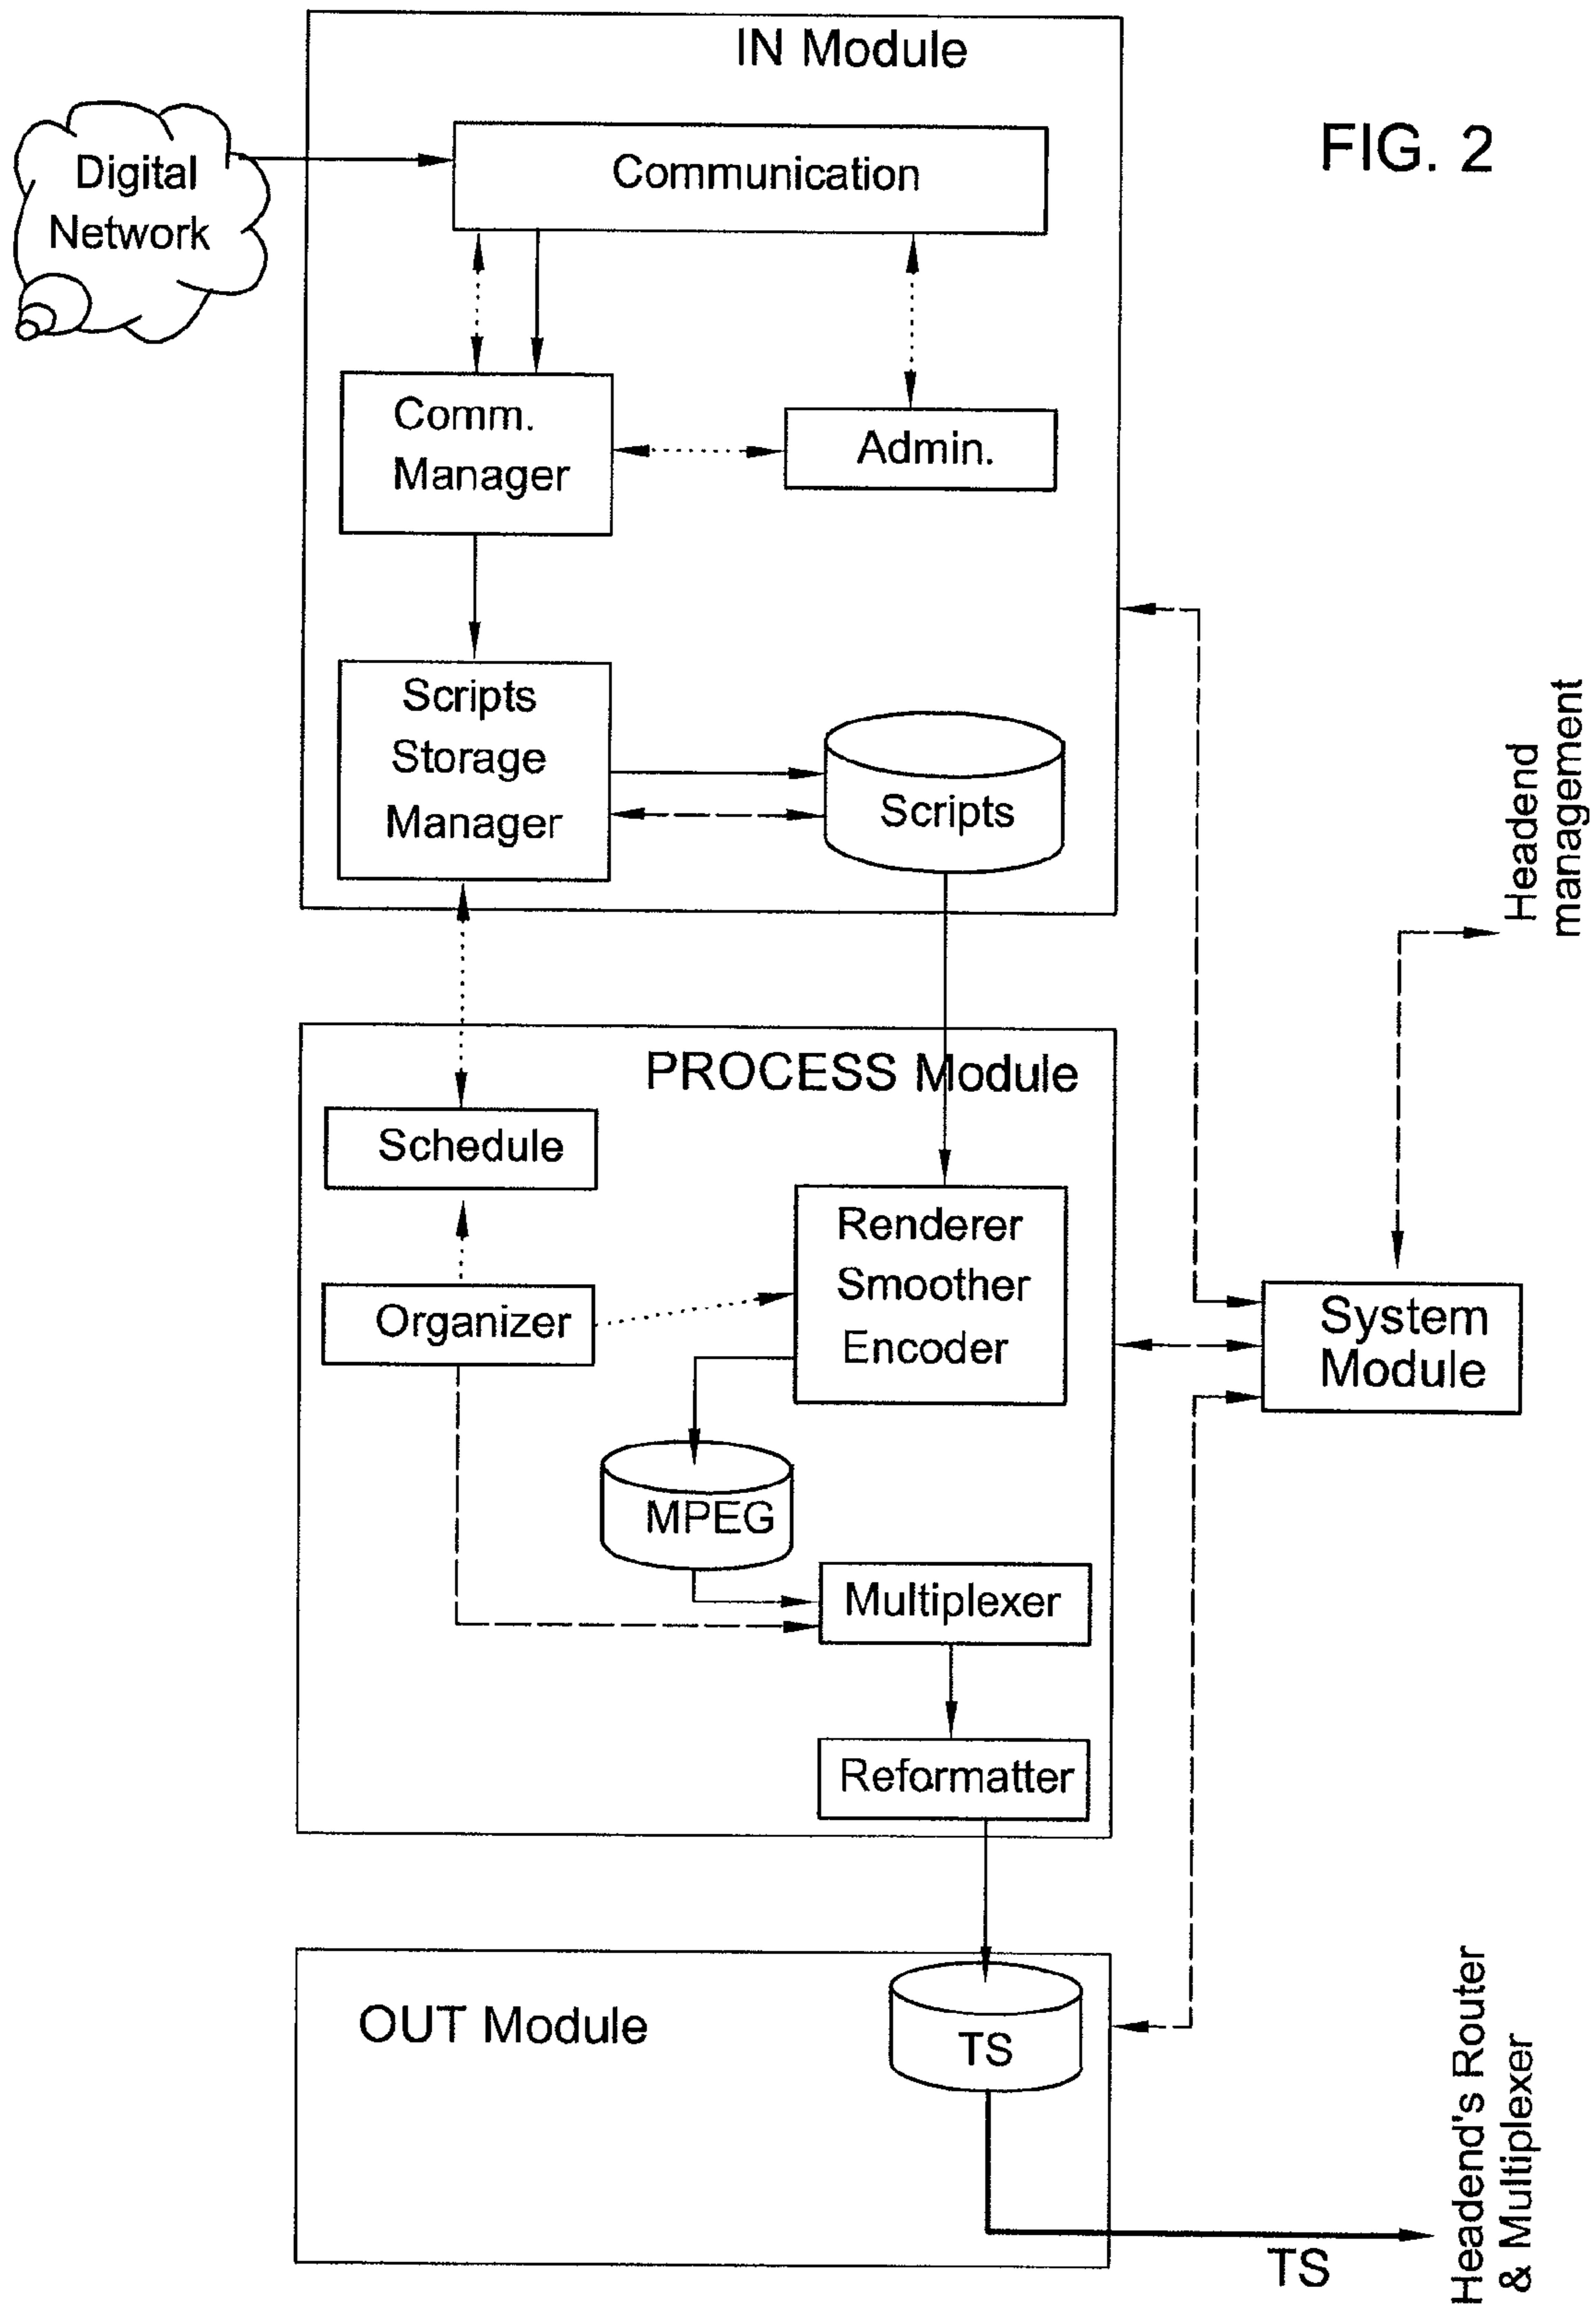 IN Module
FIG. 2
Digital
Network
Communication
Comm.
Manager
Admin.
Scripts
Storage
Manager
Scripts
Headend
management
PROCESS Module
Schedule
Renderer
Smoother
Encoder
Organizer
System
Module
MPEG
Multiplexer
Reformatter
OUT Module
TS
TS
Headend's Router
& Multiplexer